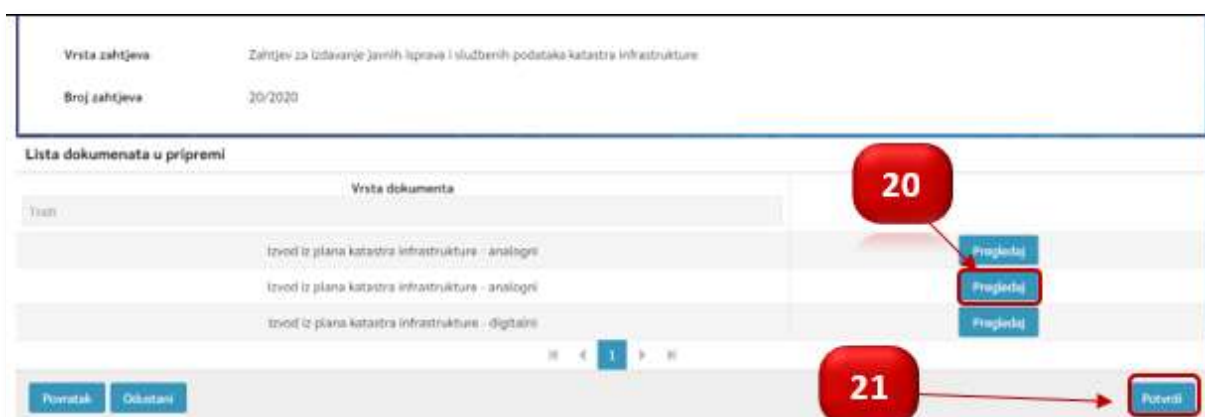 Vrsta zahtjeva Zahtjev za izdavanje javnih isprava i službenih podataka katastra infrastrukture
Broj zahtjeva 20/2020
Lista dokumenata u pripremi
Vrsta dokumenta
Traži
20
Izvod iz plana katastra infrastrukture - analogni Pregledaj
Izvod iz plana katastra infrastrukture - analogni Pregledaj
Izvod iz plana katastra infrastrukture - digitalni Pregledaj
1
21
Povratak Odustani Potvrdi